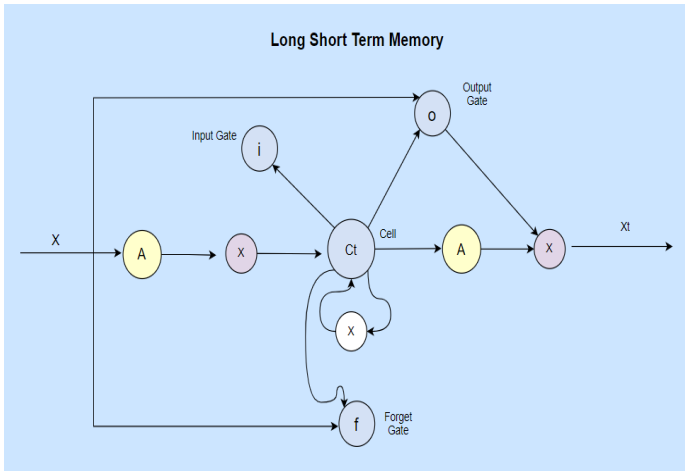 Long Short Term Memory
Output
Gate
o
Input Gate
i
X
A
X
Ct
Cell
A
X
Xt
X
f
Forget
Gate